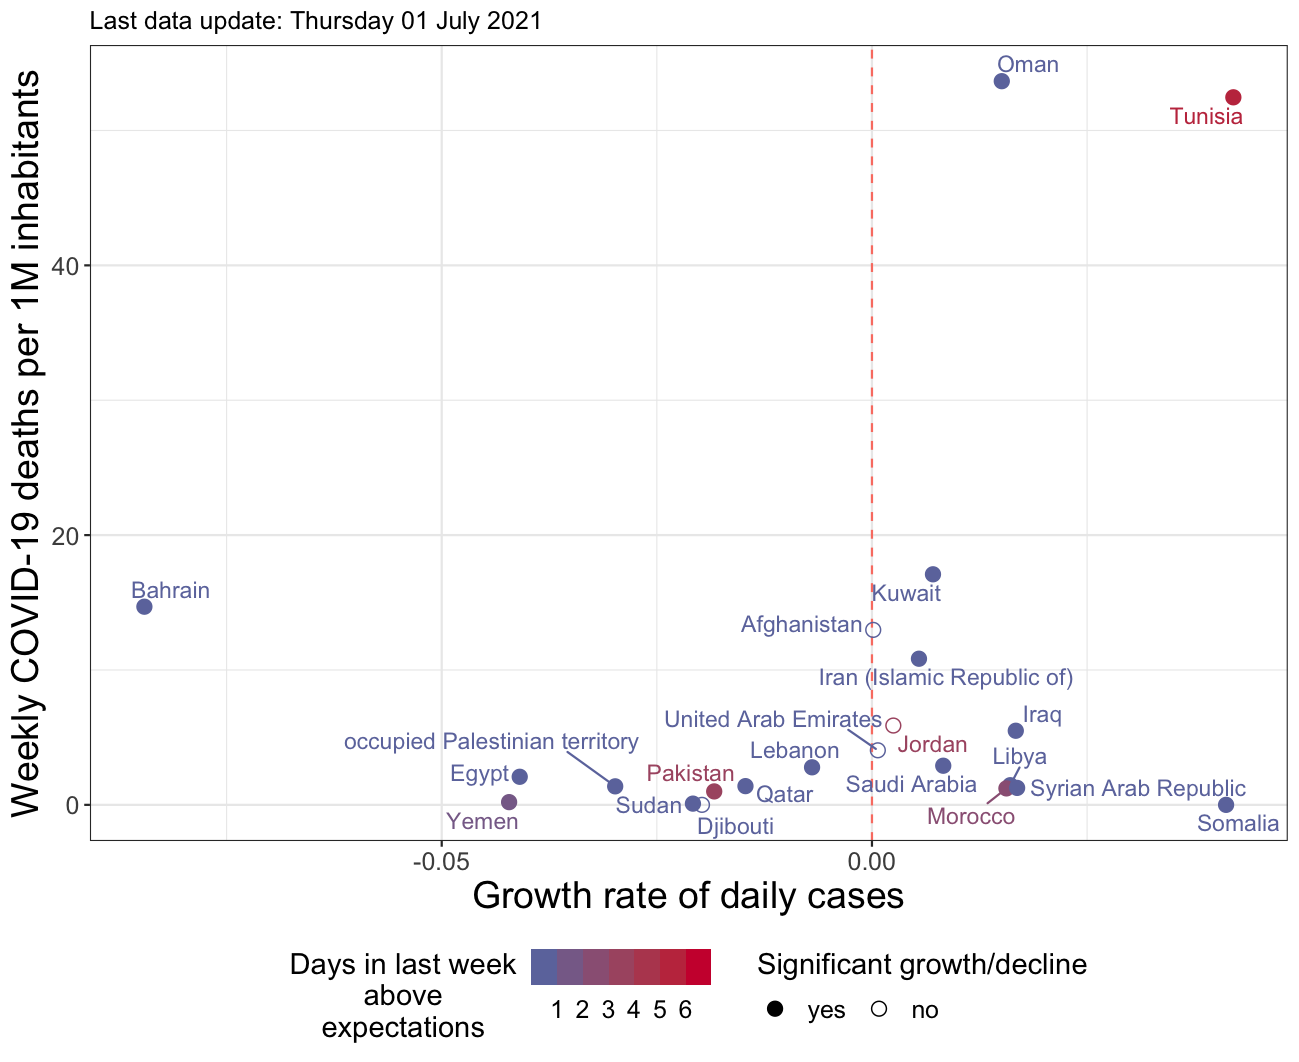 Last data update: Thursday 01 July 2021
Weekly COVID-19 deaths per 1M inhabitants
40
20
0
Oman
Tunisia
Bahrain
Kuwait
Afghanistan
Iran (Islamic Republic of)
United Arab Emirates
Iraq
occupied Palestinian territory
Jordan
Lebanon
Libya
Egypt
Pakistan
Saudi Arabia
Syrian Arab Republic
Qatar
Sudan
Yemen
Djibouti
Morocco
Somalia
-0.05
0.00
Growth rate of daily cases
Days in last week
above
expectations
1 2 3 4 5 6
Significant growth/decline
yes
no